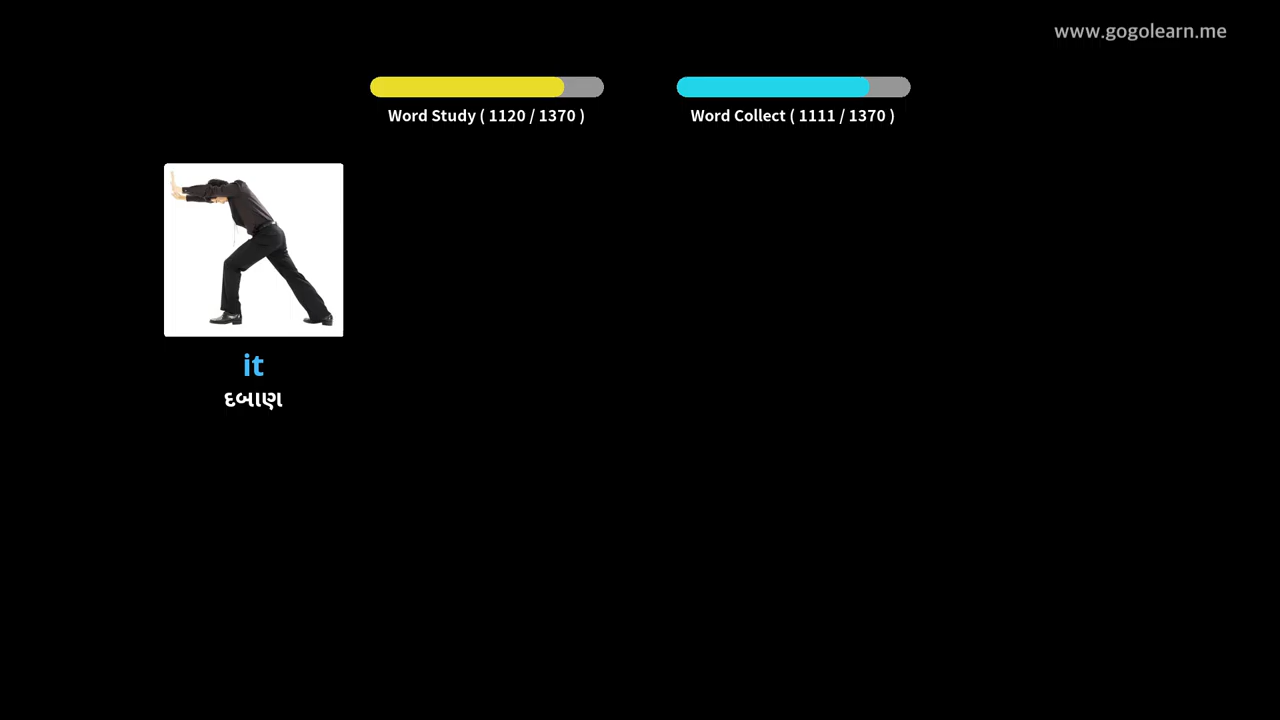 www.gogolearn.me
Word Study ( 1120 / 1370 )
Word Collect ( 1111 / 1370 )
it
દબાણ